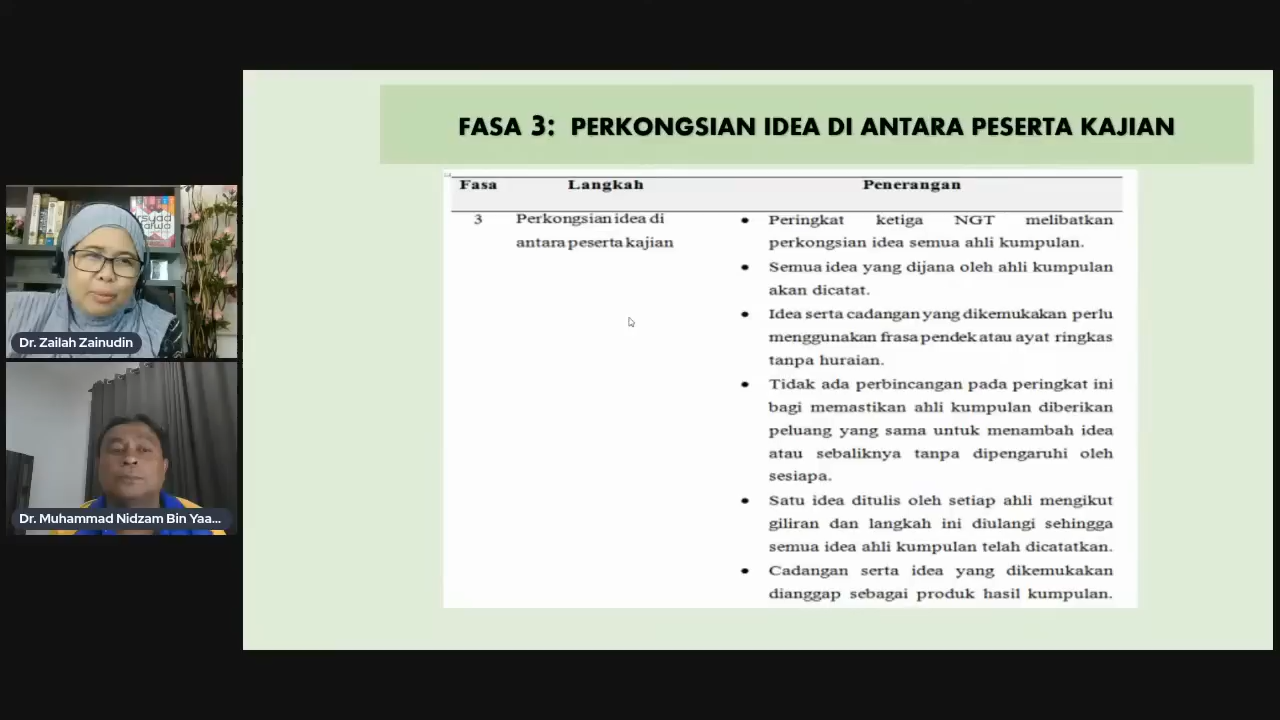 FASA 3: PERKONGSIAN IDEA DI ANTARA PESERTA KAJIAN
Fasa Langkah Penerangan
3 Perkongsian idea di
antara peserta kajian
• Peringkat ketiga NGT melibatkan
perkongsian idea semua ahli kumpulan.
• Semua idea yang dijana oleh ahli kumpulan
akan dicatat.
• Idea serta cadangan yang dikemukakan perlu
menggunakan frasa pendek atau ayat ringkas
tanpa huraian.
• Tidak ada perbincangan pada peringkat ini
bagi memastikan ahli kumpulan diberikan
peluang yang sama untuk menambah idea
atau sebaliknya tanpa dipengaruhi oleh
sesiapa.
• Satu idea ditulis oleh setiap ahli mengikut
giliran dan langkah ini diulangi sehingga
semua idea ahli kumpulan telah dicatatkan.
• Cadangan serta idea yang dikemukakan
dianggap sebagai produk hasil kumpulan.
Dr. Zailah Zainudin
Dr. Muhammad Nidzam Bin Yaa...